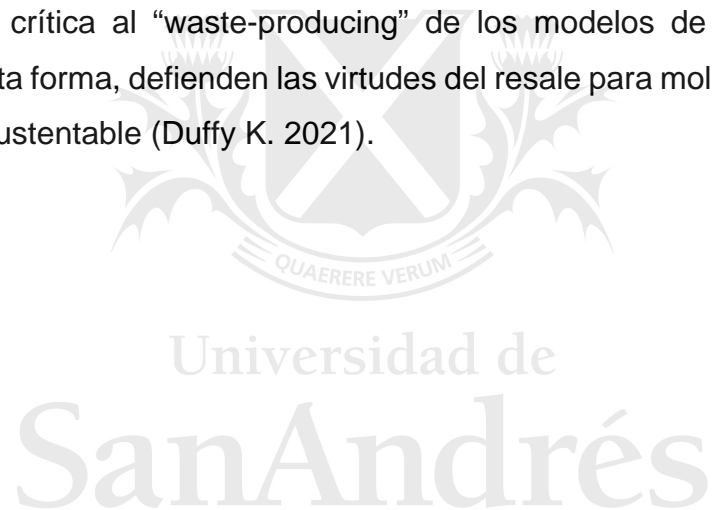 crítica al “waste-producing” de los modelos de
ta forma, defienden las virtudes del resale para mol
ustentable (Duffy K. 2021).
QUAERERE VERUM
Universidad de
SanAndrés